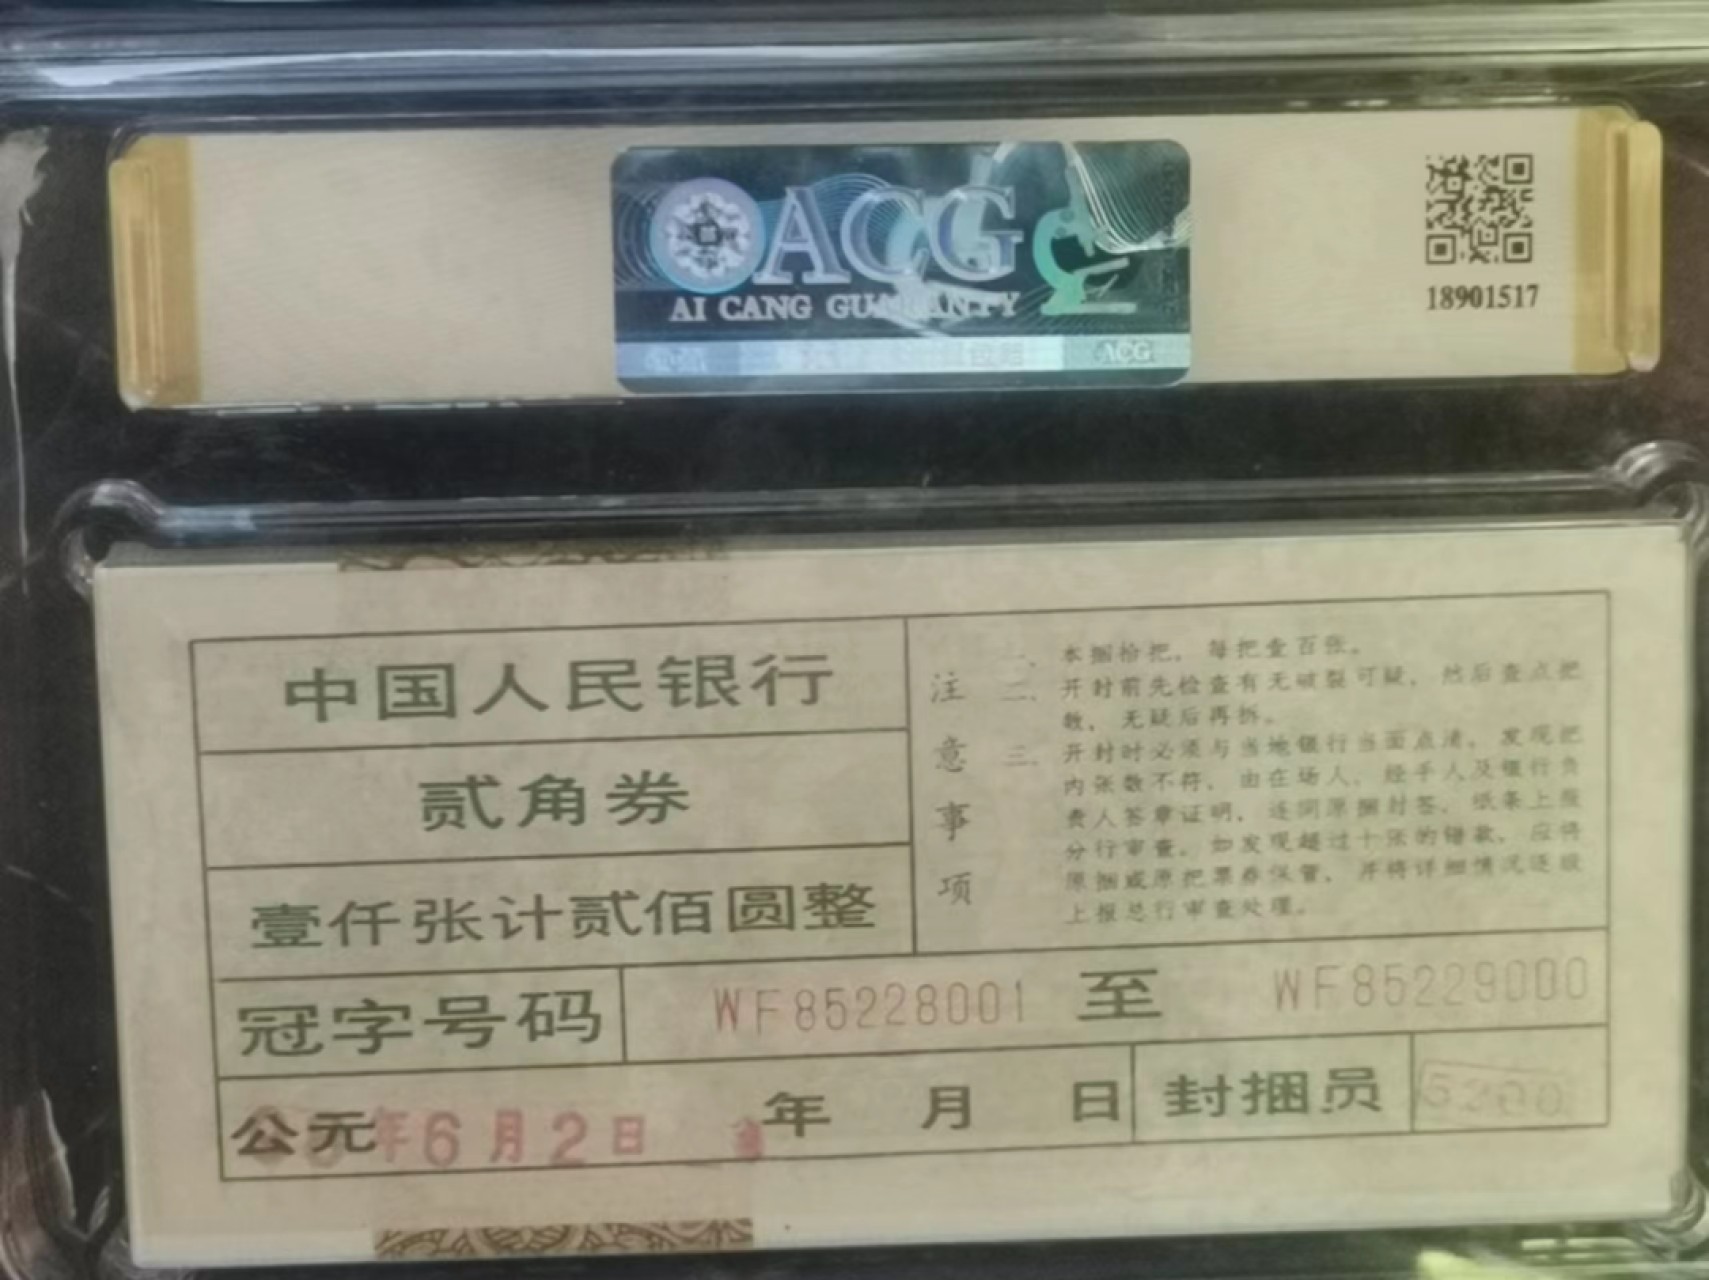 ACG
AI CANG GUARANTY
ACG
18901517
中国人民银行
贰角券
壹仟张计贰佰圆整
注意事项
一、本捆拾把，每把壹百张。
二、开封前先检查有无破裂可疑，然后查点把
数，无疑后再拆。
三、开封时必须与当地银行当面点清，发现把
内张数不符，由在场人、经手人及银行负
责人签章证明，连同原捆封签、纸条上报
分行审查。如发现超过十张的错款，应将
原捆或原把票券保管，并将详细情况逐级
上报总行审查处理。
冠字号码 WF85228001 至 WF85229000
公元 年6月2日 年 月 日 封捆员 5200